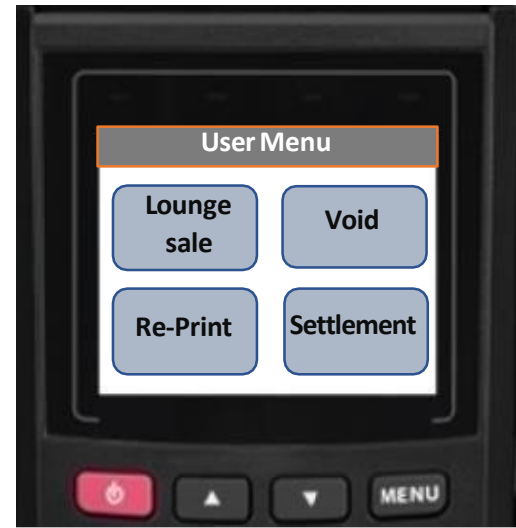 User Menu
Lounge
sale
Void
Re-Print
Settlement
MENU